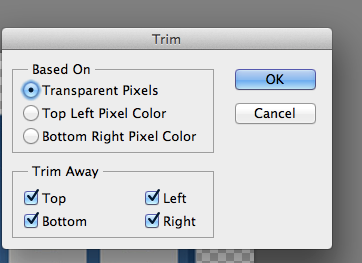 Trim
Based On
Transparent Pixels
Top Left Pixel Color
Bottom Right Pixel Color
OK
Cancel
Trim Away
Top Left
Bottom Right